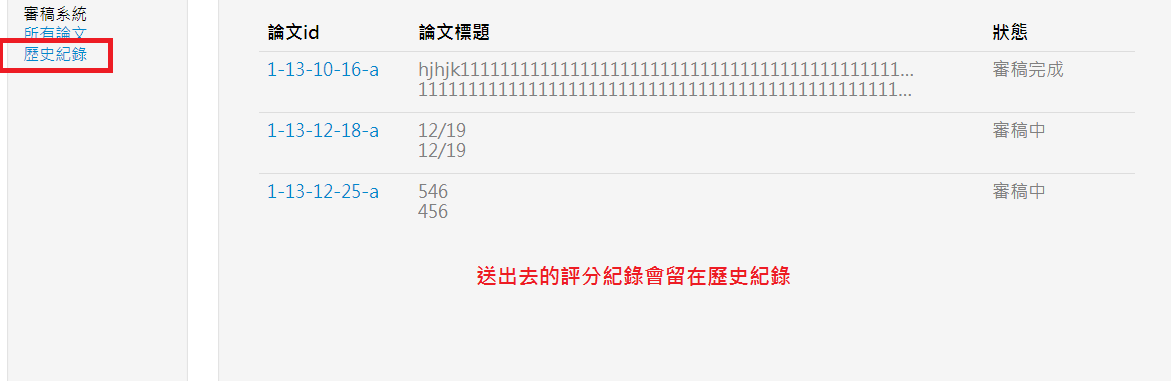 審稿系統
所有論文
歷史紀錄
論文id 論文標題 狀態
1-13-10-16-a hjhjk11111111111111111111111111111111111111111111... 審稿完成
111111111111111111111111111111111111111111111111...
1-13-12-18-a 12/19 審稿中
12/19
1-13-12-25-a 546 審稿中
456
送出去的評分紀錄會留在歷史紀錄